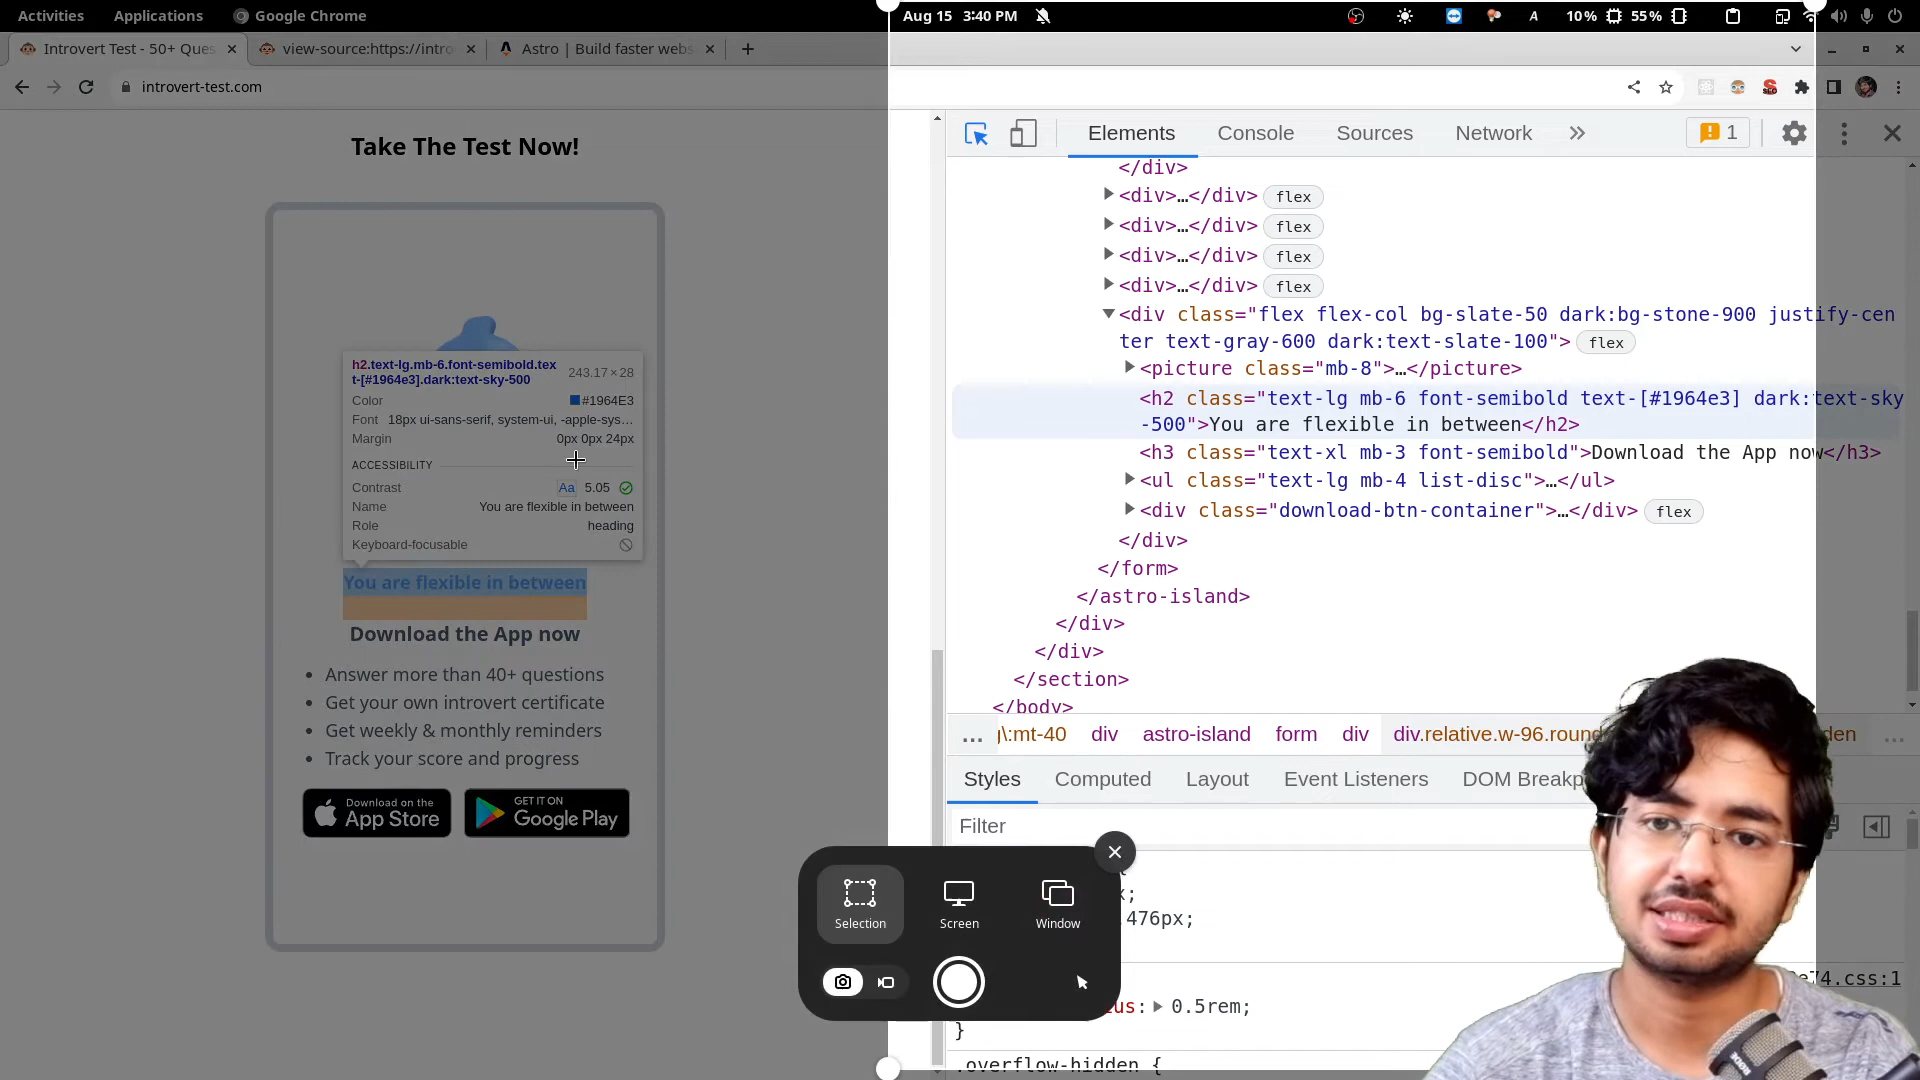 Activities Applications Google Chrome Aug 15 3:40 PM A 10% 55%
Introvert Test - 50+ Ques view-source:https://intro Astro | Build faster webs
introvert-test.com
Take The Test Now!
h2.text-lg.mb-6.font-semibold.tex
t-[#1964e3].dark:text-sky-500
243.17 × 28
Color #1964E3
Font 18px ui-sans-serif, system-ui, -apple-sys…
Margin 0px 0px 24px
ACCESSIBILITY
Contrast Aa 5.05
Name You are flexible in between
Role heading
Keyboard-focusable
You are flexible in between
Download the App now
Answer more than 40+ questions
Get your own introvert certificate
Get weekly & monthly reminders
Track your score and progress
Download on the
App Store
GET IT ON
Google Play
Elements Console Sources Network 1
</div>
<div>…</div> flex
<div>…</div> flex
<div>…</div> flex
<div>…</div> flex
<div class="flex flex-col bg-slate-50 dark:bg-stone-900 justify-cen
ter text-gray-600 dark:text-slate-100"> flex
<picture class="mb-8">…</picture>
<h2 class="text-lg mb-6 font-semibold text-[#1964e3] dark:text-sky
-500">You are flexible in between</h2>
<h3 class="text-xl mb-3 font-semibold">Download the App now</h3>
<ul class="text-lg mb-4 list-disc">…</ul>
<div class="download-btn-container">…</div> flex
</div>
</form>
</astro-island>
</div>
</div>
</section>
</body>
… \:mt-40 div astro-island form div div.relative.w-96.round den …
Styles Computed Layout Event Listeners DOM Breakp
Filter
x;
476px;
e74.css:1
us: 0.5rem;
}
.overflow-hidden {
Selection Screen Window